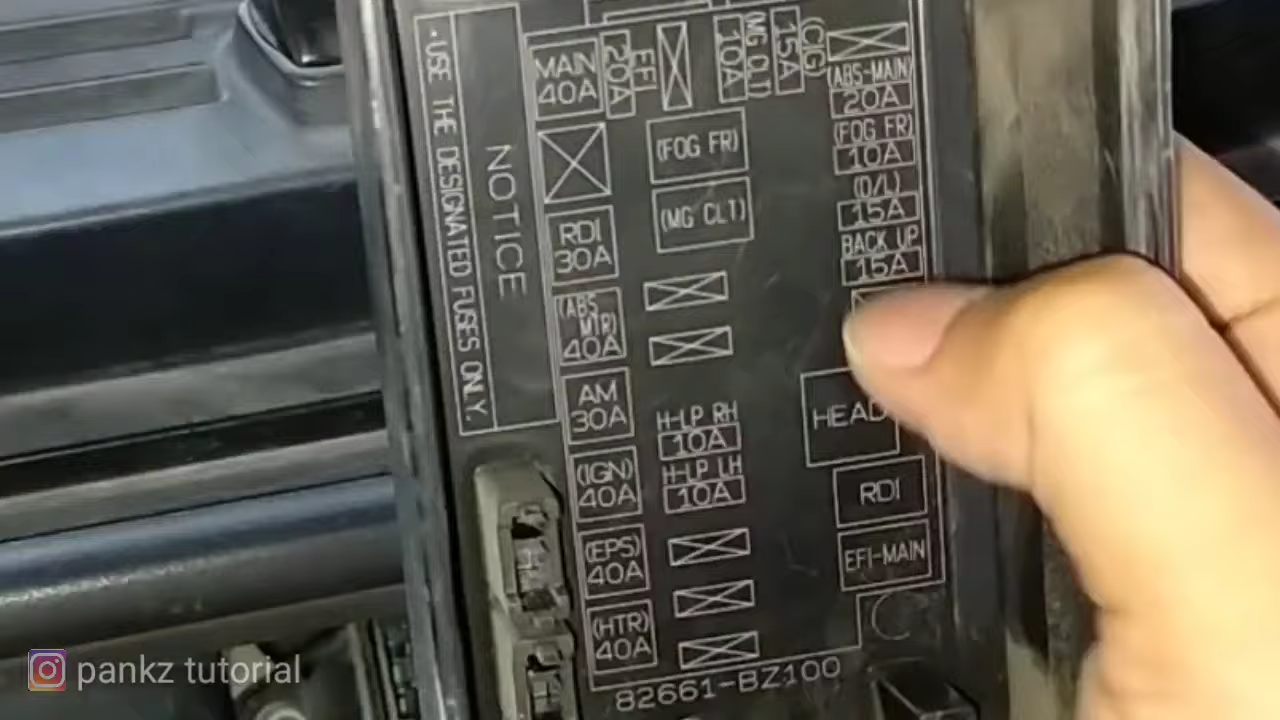 ·USE THE DESIGNATED FUSES ONLY.
NOTICE
MAIN
40A
EFI
20A
(MG CLT)
10A
(CIG)
15A
(ABS-MAIN)
20A
(FOG FR)
(FOG FR)
10A
(MG CLT)
(D/L)
15A
RDI
30A
BACK UP
15A
(ABS
MTR)
40A
AM
30A
H-LP RH
10A
HEAD
(IGN)
40A
H-LP LH
10A
RDI
(EPS)
40A
EFI-MAIN
(HTR)
40A
82661-BZ100
pankz tutorial